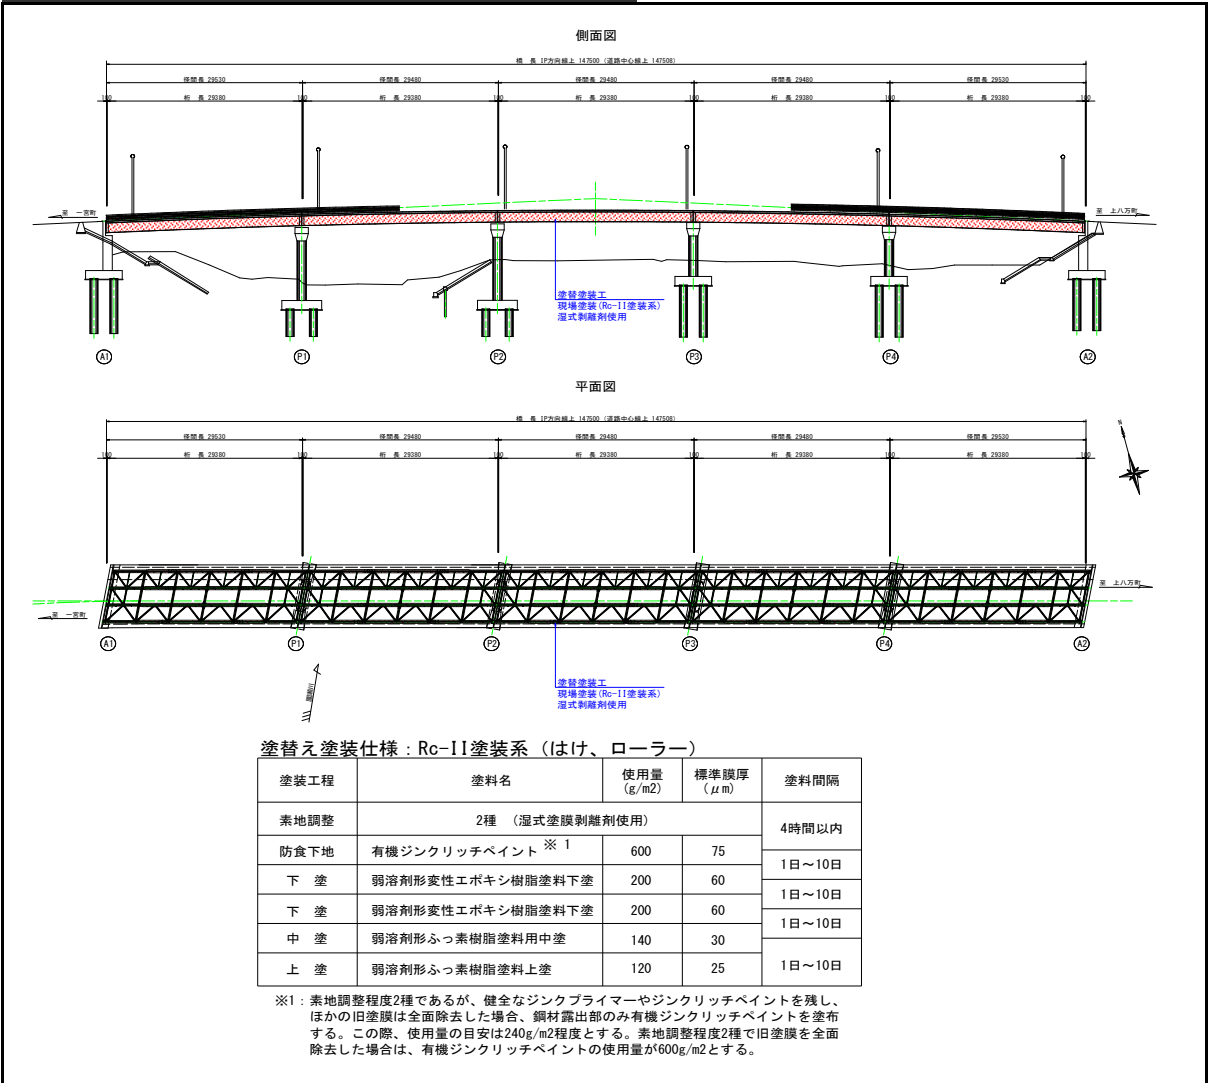 側面図
橋 長 IP方向線上 147500 (道路中心線上 147508)
径間長 29530 径間長 29480 径間長 29480 径間長 29480 径間長 29530
100 桁 長 29380 100 桁 長 29380 100 桁 長 29380 100 桁 長 29380 100 桁 長 29380 100
至 一宮町
至 上八万町
塗替塗装工
現場塗装(Rc-II塗装系)
湿式剥離剤使用
A1 P1 P2 P3 P4 A2
平面図
橋 長 IP方向線上 147500 (道路中心線上 147508)
径間長 29530 径間長 29480 径間長 29480 径間長 29480 径間長 29530
100 桁 長 29380 100 桁 長 29380 100 桁 長 29380 100 桁 長 29380 100 桁 長 29380 100
N
至 上八万町
至 一宮町
A1 P1 P2 P3 P4 A2
塗替塗装工
現場塗装(Rc-II塗装系)
湿式剥離剤使用
塗替え塗装仕様：Rc-II塗装系（はけ、ローラー）
塗装工程 塗料名 使用量(g/m2) 標準膜厚(μm) 塗料間隔
素地調整 2種 （湿式塗膜剥離剤使用）
4時間以内
防食下地 有機ジンクリッチペイント ※ 1 600 75
1日～10日
下 塗 弱溶剤形変性エポキシ樹脂塗料下塗 200 60
1日～10日
下 塗 弱溶剤形変性エポキシ樹脂塗料下塗 200 60
1日～10日
中 塗 弱溶剤形ふっ素樹脂塗料用中塗 140 30
1日～10日
上 塗 弱溶剤形ふっ素樹脂塗料上塗 120 25
※1：素地調整程度2種であるが、健全なジンクプライマーやジンクリッチペイントを残し、
ほかの旧塗膜は全面除去した場合、鋼材露出部のみ有機ジンクリッチペイントを塗布
する。この際、使用量の目安は240g/m2程度とする。素地調整程度2種で旧塗膜を全面
除去した場合は、有機ジンクリッチペイントの使用量が600g/m2とする。